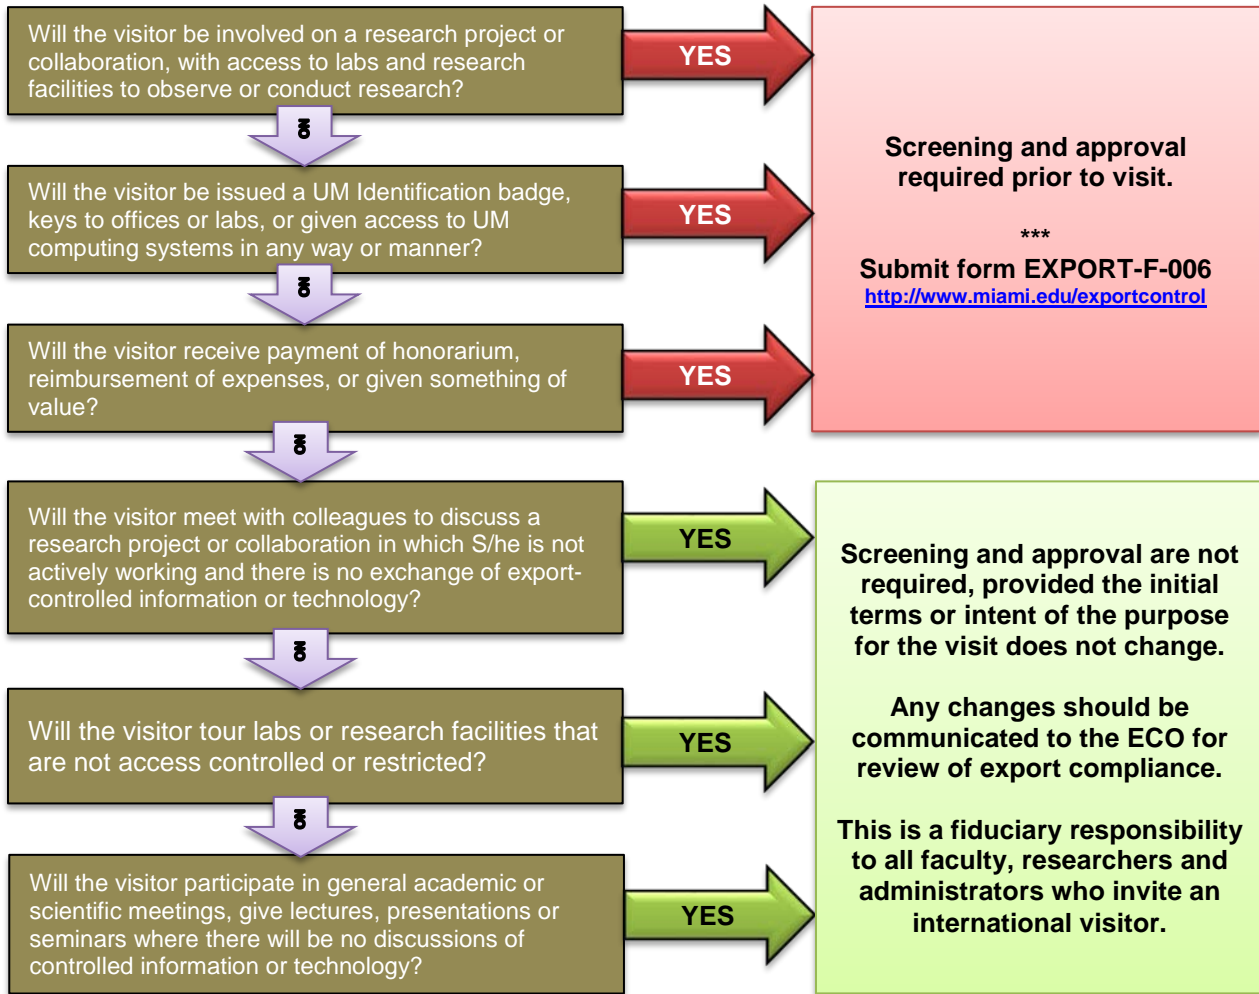 Will the visitor be involved on a research project or
collaboration, with access to labs and research
facilities to observe or conduct research?
YES
NO
Will the visitor be issued a UM Identification badge,
keys to offices or labs, or given access to UM
computing systems in any way or manner?
YES
NO
Will the visitor receive payment of honorarium,
reimbursement of expenses, or given something of
value?
YES
Screening and approval
required prior to visit.
***
Submit form EXPORT-F-006
http://www.miami.edu/exportcontrol
NO
Will the visitor meet with colleagues to discuss a
research project or collaboration in which S/he is not
actively working and there is no exchange of export-
controlled information or technology?
YES
NO
Will the visitor tour labs or research facilities that
are not access controlled or restricted?
YES
NO
Will the visitor participate in general academic or
scientific meetings, give lectures, presentations or
seminars where there will be no discussions of
controlled information or technology?
YES
Screening and approval are not
required, provided the initial
terms or intent of the purpose
for the visit does not change.
Any changes should be
communicated to the ECO for
review of export compliance.
This is a fiduciary responsibility
to all faculty, researchers and
administrators who invite an
international visitor.